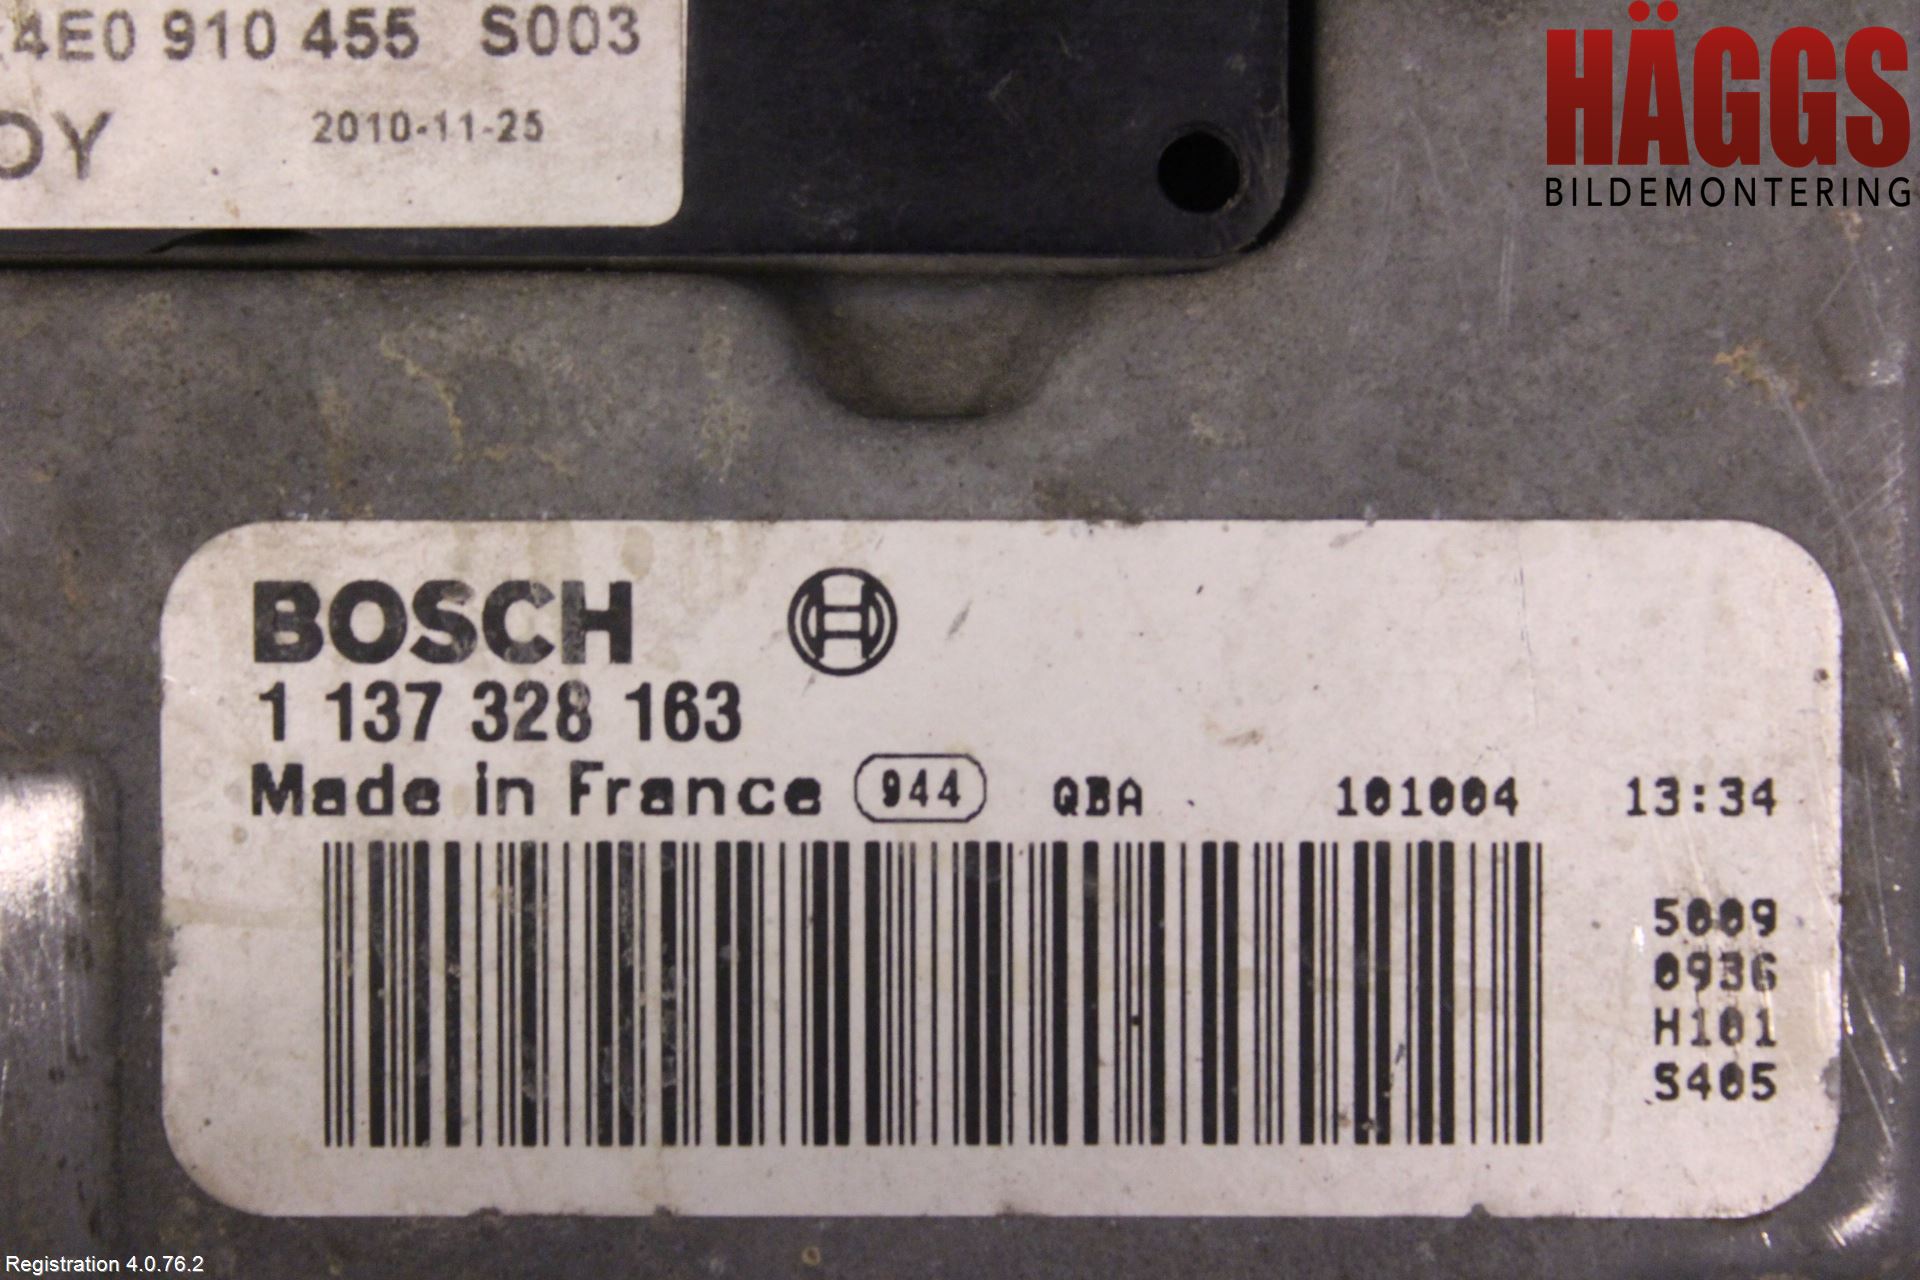 4E0 910 455 S003
OY 2010-11-25
HÄGGS
BILDEMONTERING
BOSCH
1 137 328 163
Made in France 944 QBA 101004 13:34
5009
0936
H101
S405
Registration 4.0.76.2